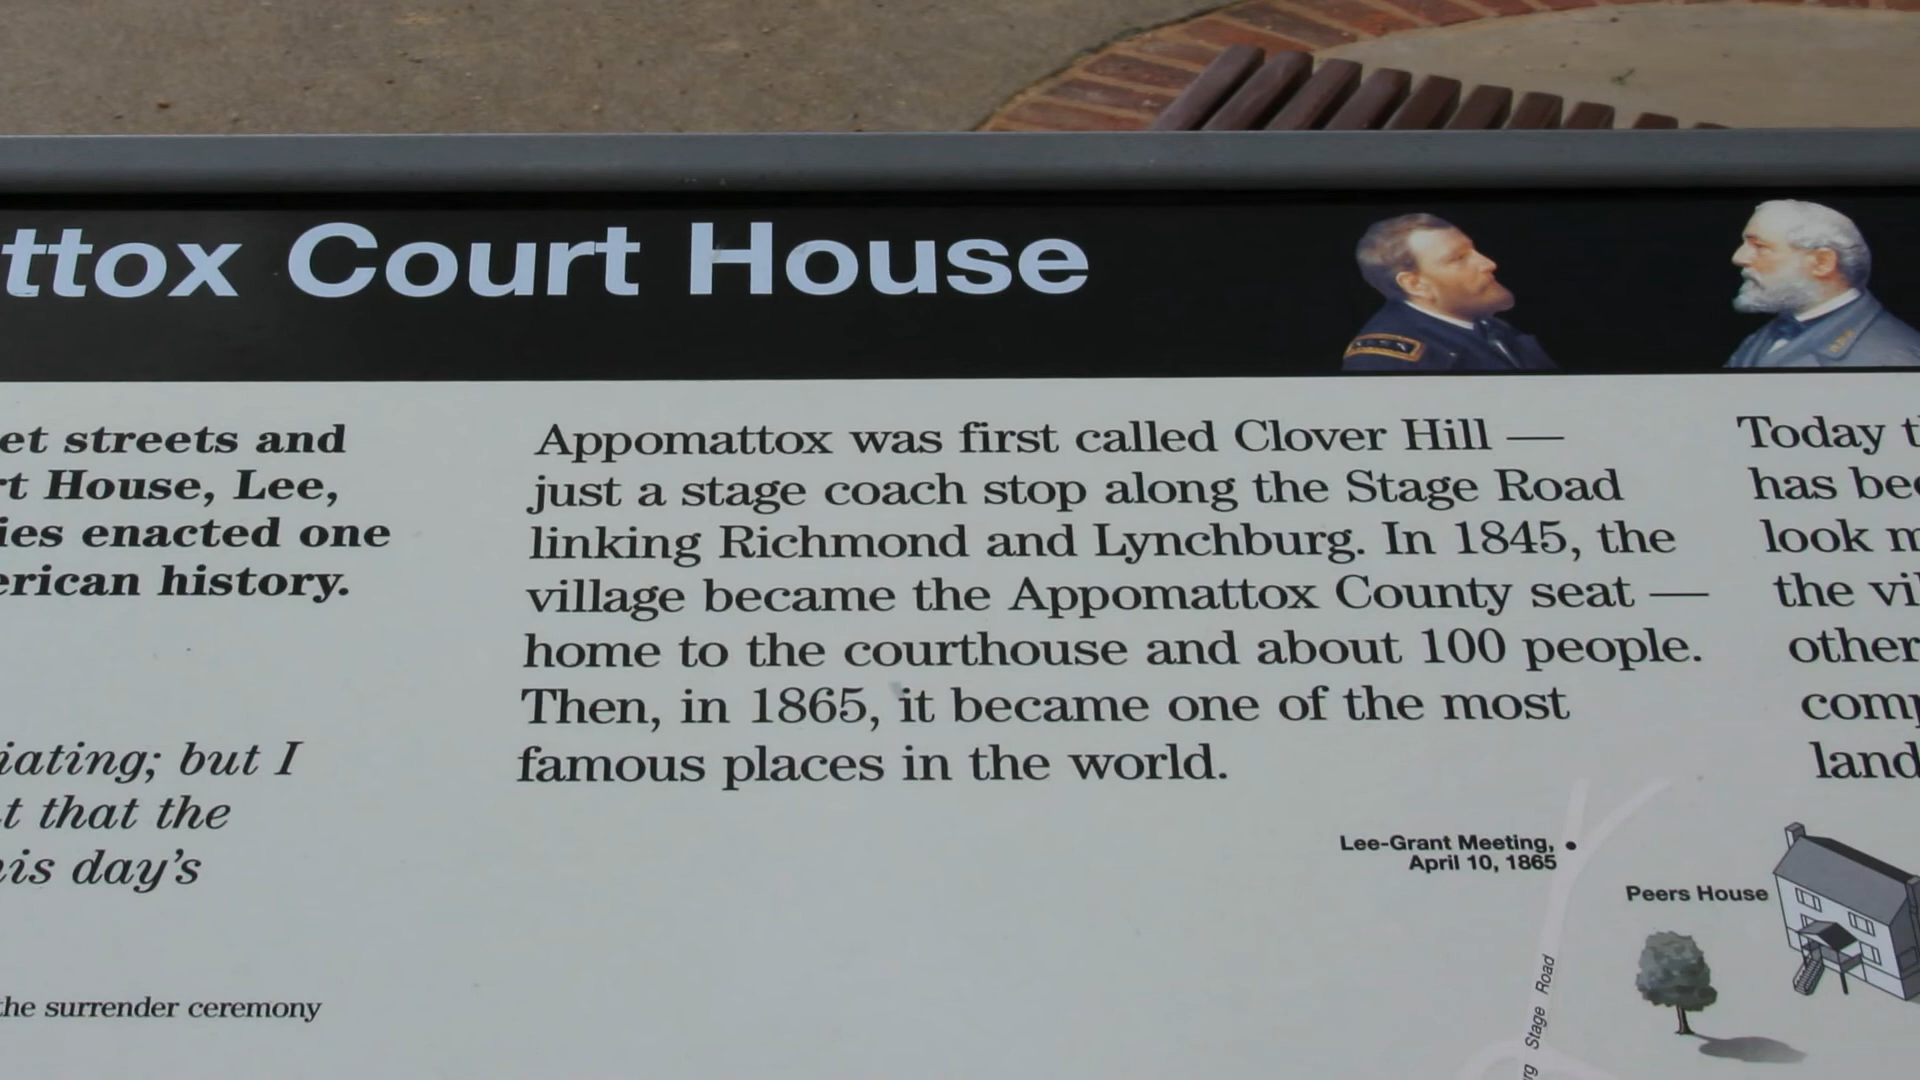 ttox Court House
et streets and
rt House, Lee,
ies enacted one
erican history.
iating; but I
t that the
his day's
the surrender ceremony
Appomattox was first called Clover Hill —
just a stage coach stop along the Stage Road
linking Richmond and Lynchburg. In 1845, the
village became the Appomattox County seat —
home to the courthouse and about 100 people.
Then, in 1865, it became one of the most
famous places in the world.
Today t
has bee
look m
the vil
other
comp
land
Lee-Grant Meeting,
April 10, 1865
Peers House
rg Stage Road